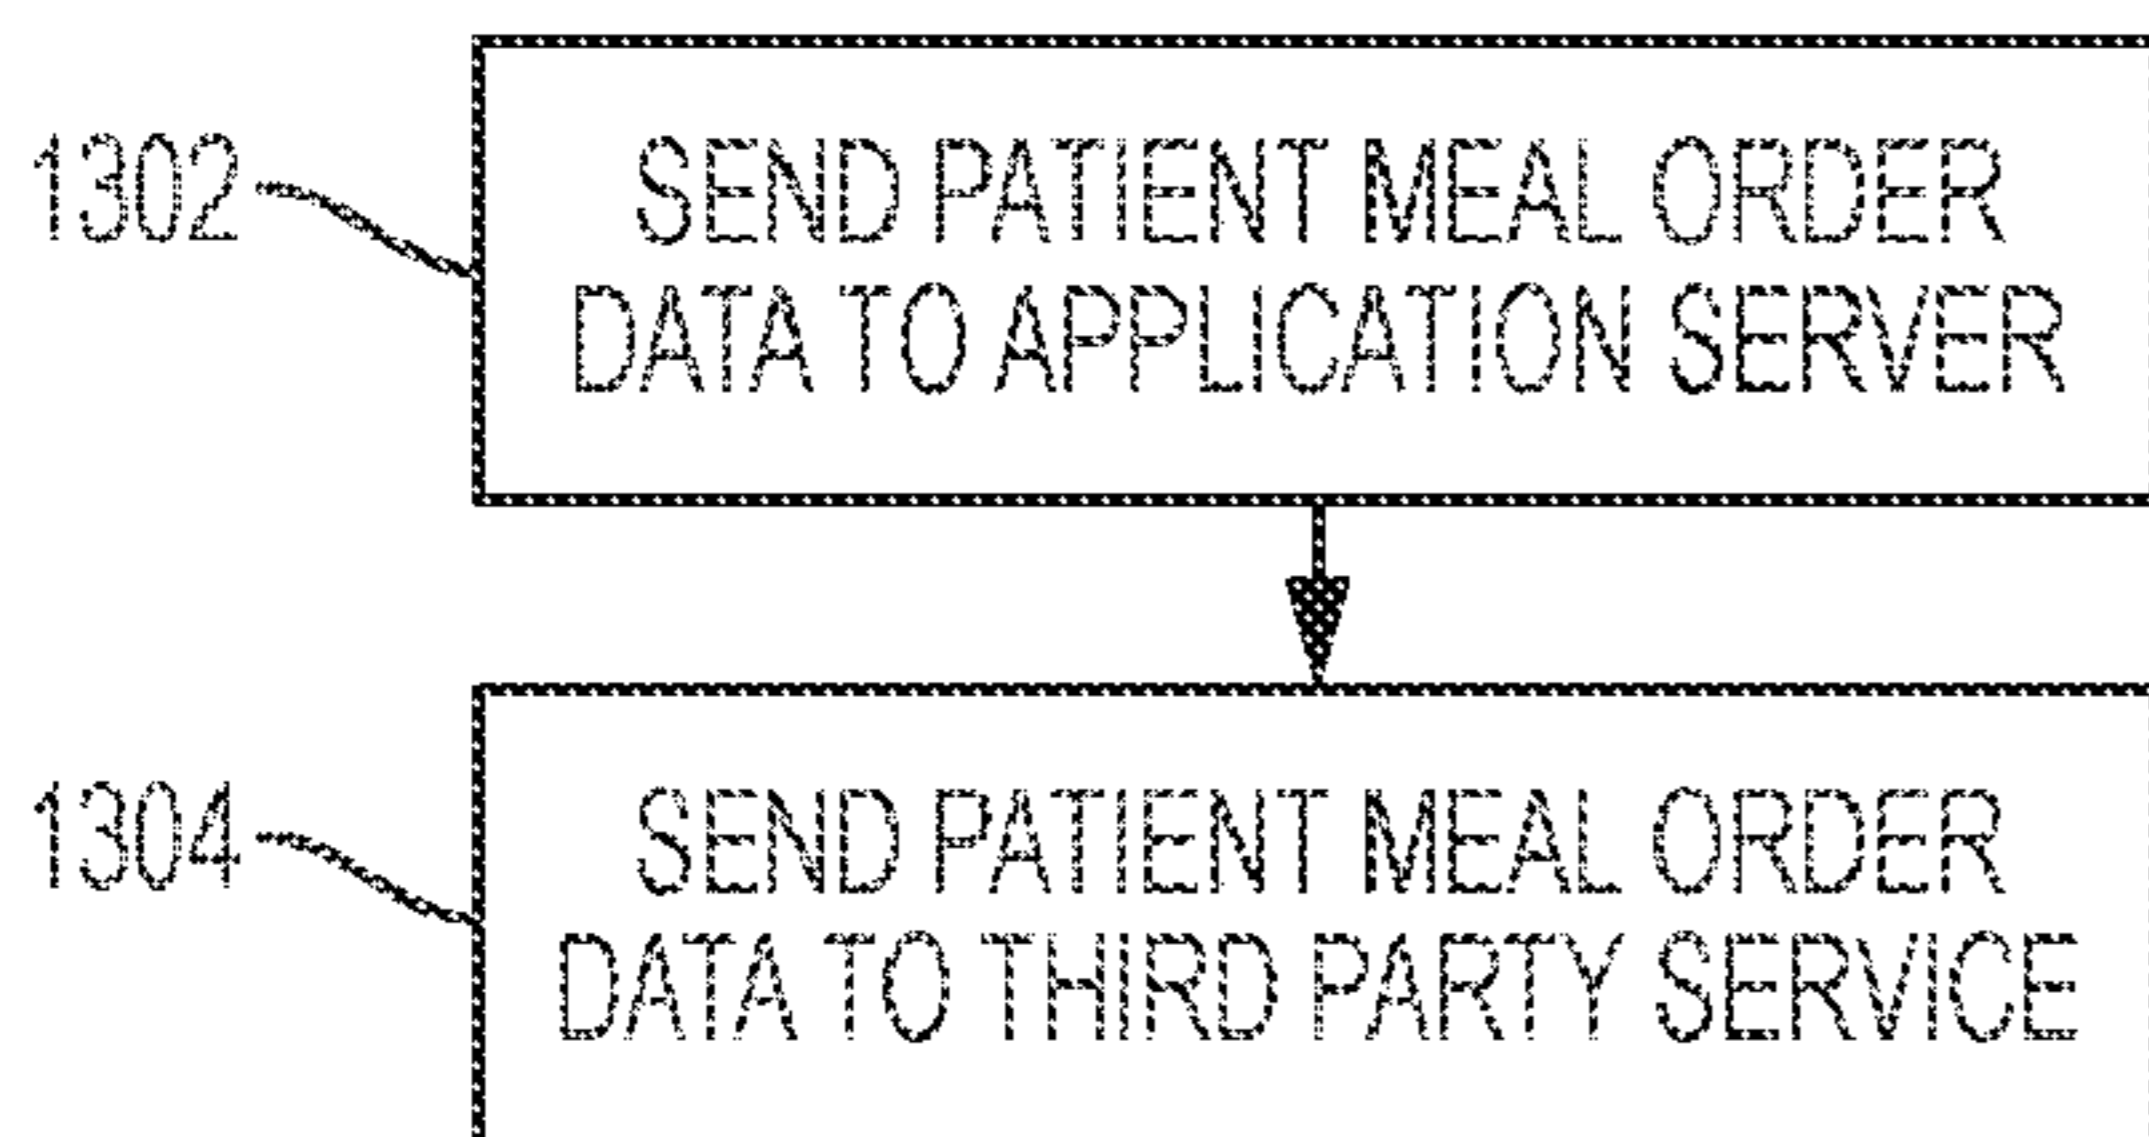 1302
SEND PATIENT MEAL ORDER
DATA TO APPLICATION SERVER
1304
SEND PATIENT MEAL ORDER
DATA TO THIRD PARTY SERVICE